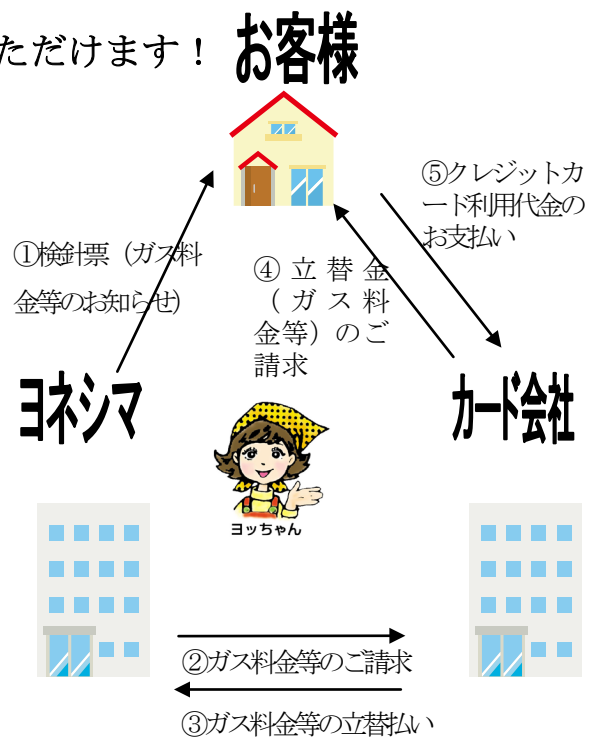 ただけます！
お客様
⑤クレジットカ
ード利用代金の
お支払い
①検針票（ガス料
金等のお知らせ）
④立替金
（ガス料
金等）のご
請求
ヨネシマ
カード会社
ヨッちゃん
②ガス料金等のご請求
③ガス料金等の立替払い